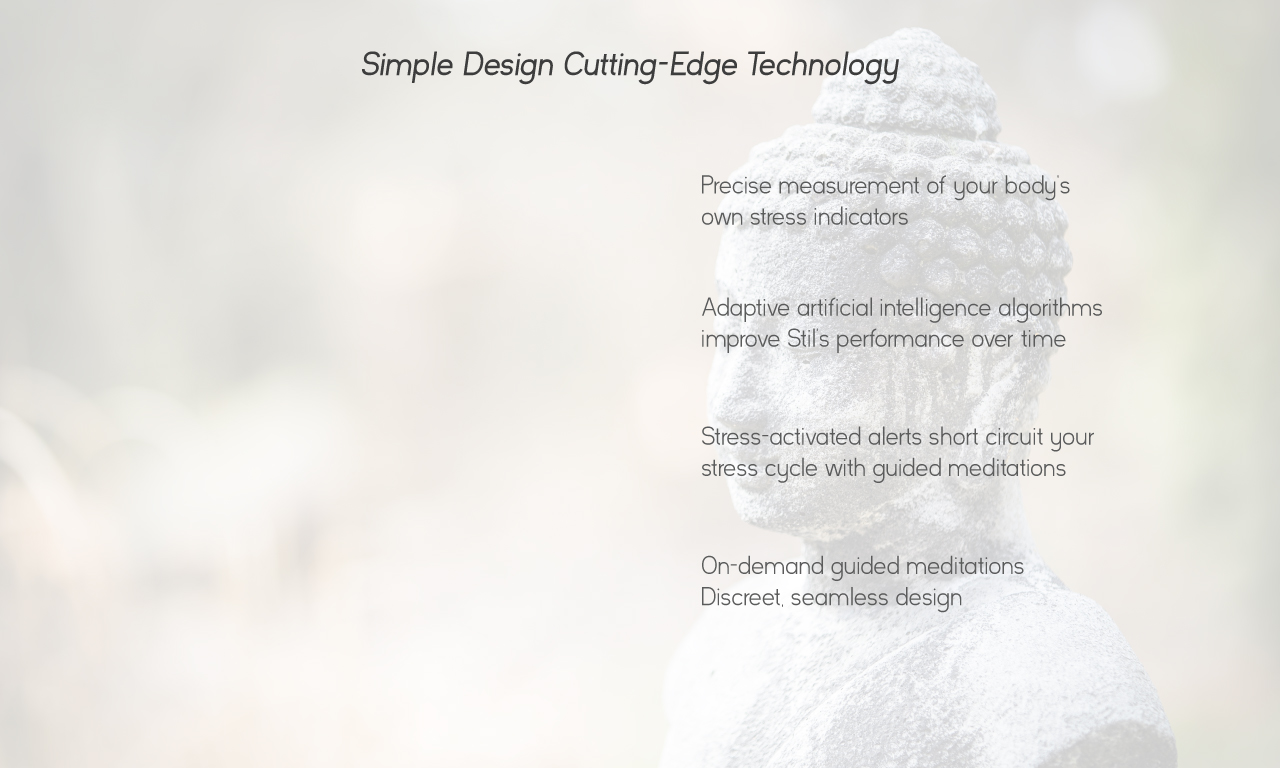 Simple Design Cutting-Edge Technology
Precise measurement of your body's
own stress indicators
Adaptive artificial intelligence algorithms
improve Stil's performance over time
Stress-activated alerts short circuit your
stress cycle with guided meditations
On-demand guided meditations
Discreet, seamless design